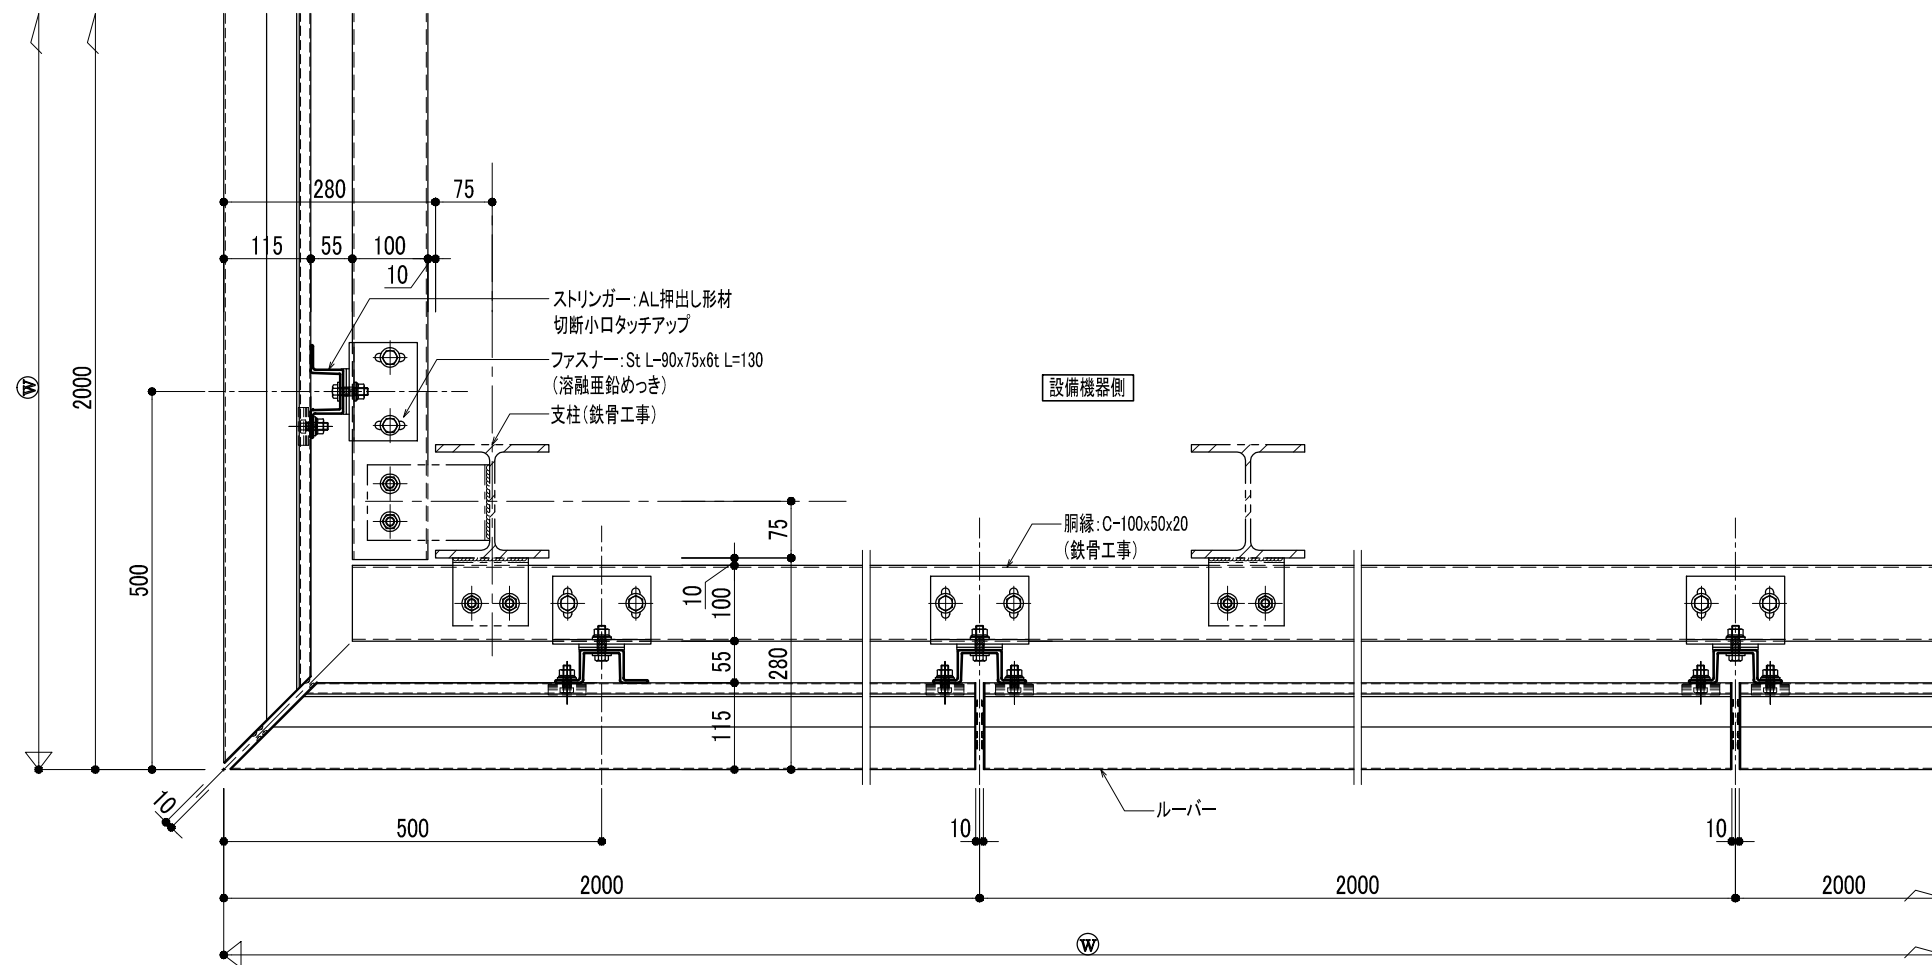 280
75
115
55
100
10
ストリンガー:AL押出し形材
切断小口タッチアップ
ファスナー:St L-90x75x6t L=130
(溶融亜鉛めっき)
支柱(鉄骨工事)
設備機器側
W
2000
500
胴縁:C-100x50x20
(鉄骨工事)
75
10
100
55
280
115
10
ルーバー
500
10
10
2000
2000
2000
W